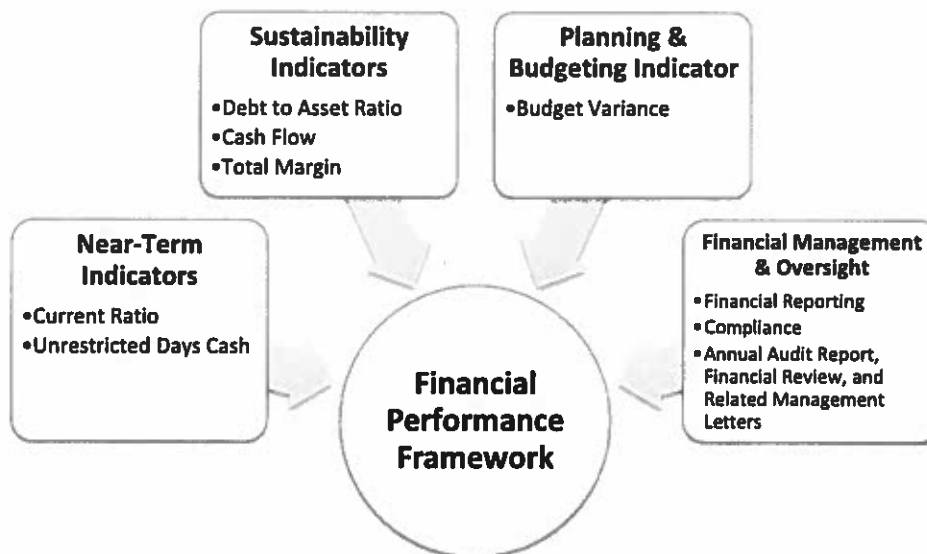 Sustainability
Indicators
•Debt to Asset Ratio
•Cash Flow
•Total Margin
Planning &
Budgeting Indicator
•Budget Variance
Near-Term
Indicators
•Current Ratio
•Unrestricted Days Cash
Financial Management
& Oversight
•Financial Reporting
•Compliance
•Annual Audit Report,
Financial Review, and
Related Management
Letters
Financial
Performance
Framework